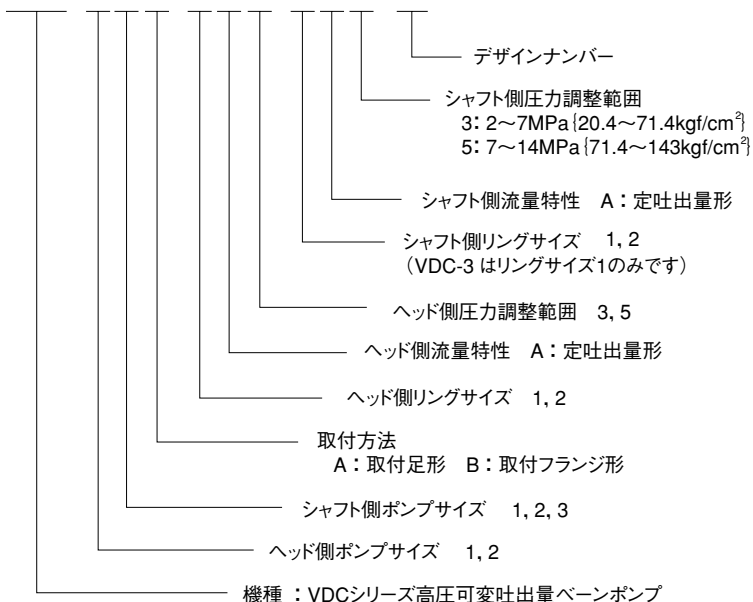 デザインナンバー
シャフト側圧力調整範囲
3：2～7MPa{20.4～71.4kgf/cm²}
5：7～14MPa{71.4～143kgf/cm²}
シャフト側流量特性　A：定吐出量形
シャフト側リングサイズ　1, 2
（VDC-3 はリングサイズ1のみです）
ヘッド側圧力調整範囲　3, 5
ヘッド側流量特性　A：定吐出量形
ヘッド側リングサイズ　1, 2
取付方法
A：取付足形　B：取付フランジ形
シャフト側ポンプサイズ　1, 2, 3
ヘッド側ポンプサイズ　1, 2
機種：VDCシリーズ高圧可変吐出量ベーンポンプ